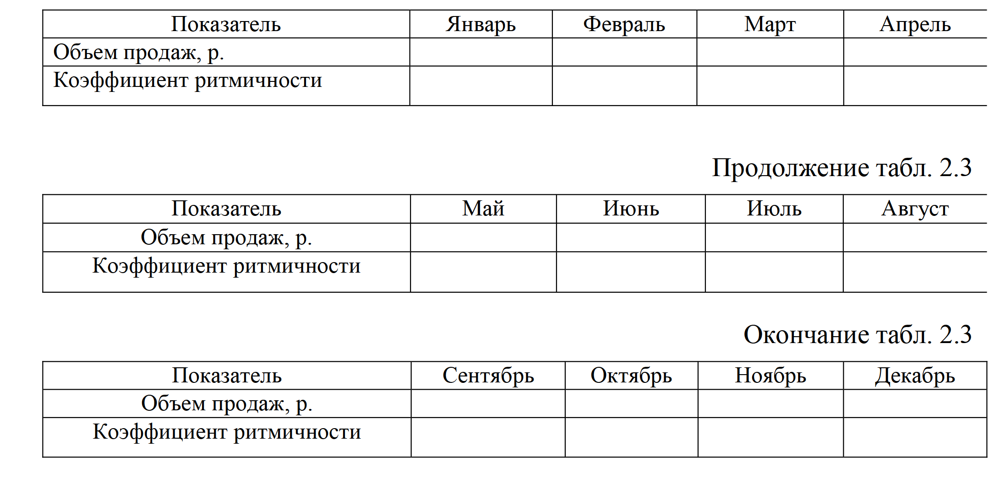 Показатель Январь Февраль Март Апрель
Объем продаж, р.
Коэффициент ритмичности
Продолжение табл. 2.3
Показатель Май Июнь Июль Август
Объем продаж, р.
Коэффициент ритмичности
Окончание табл. 2.3
Показатель Сентябрь Октябрь Ноябрь Декабрь
Объем продаж, р.
Коэффициент ритмичности